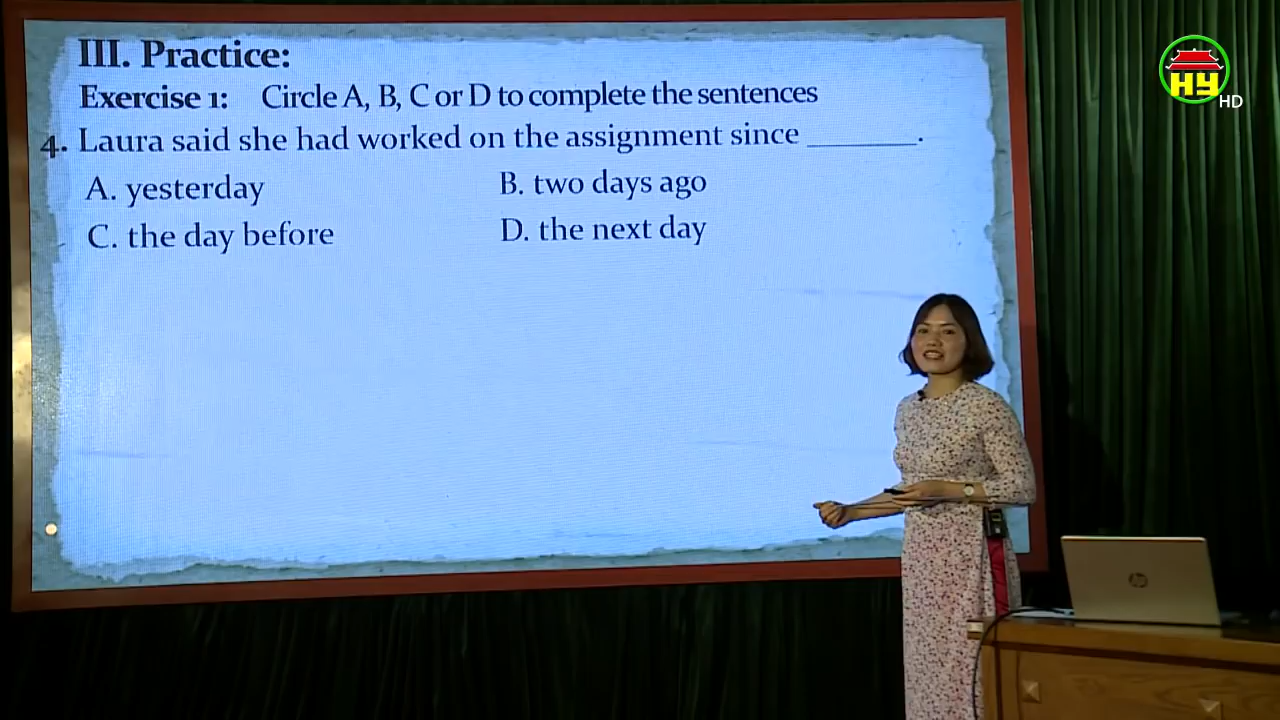 III. Practice:
Exercise 1: Circle A, B, C or D to complete the sentences
4. Laura said she had worked on the assignment since ________.
A. yesterday
B. two days ago
C. the day before
D. the next day
HY
HD
hp